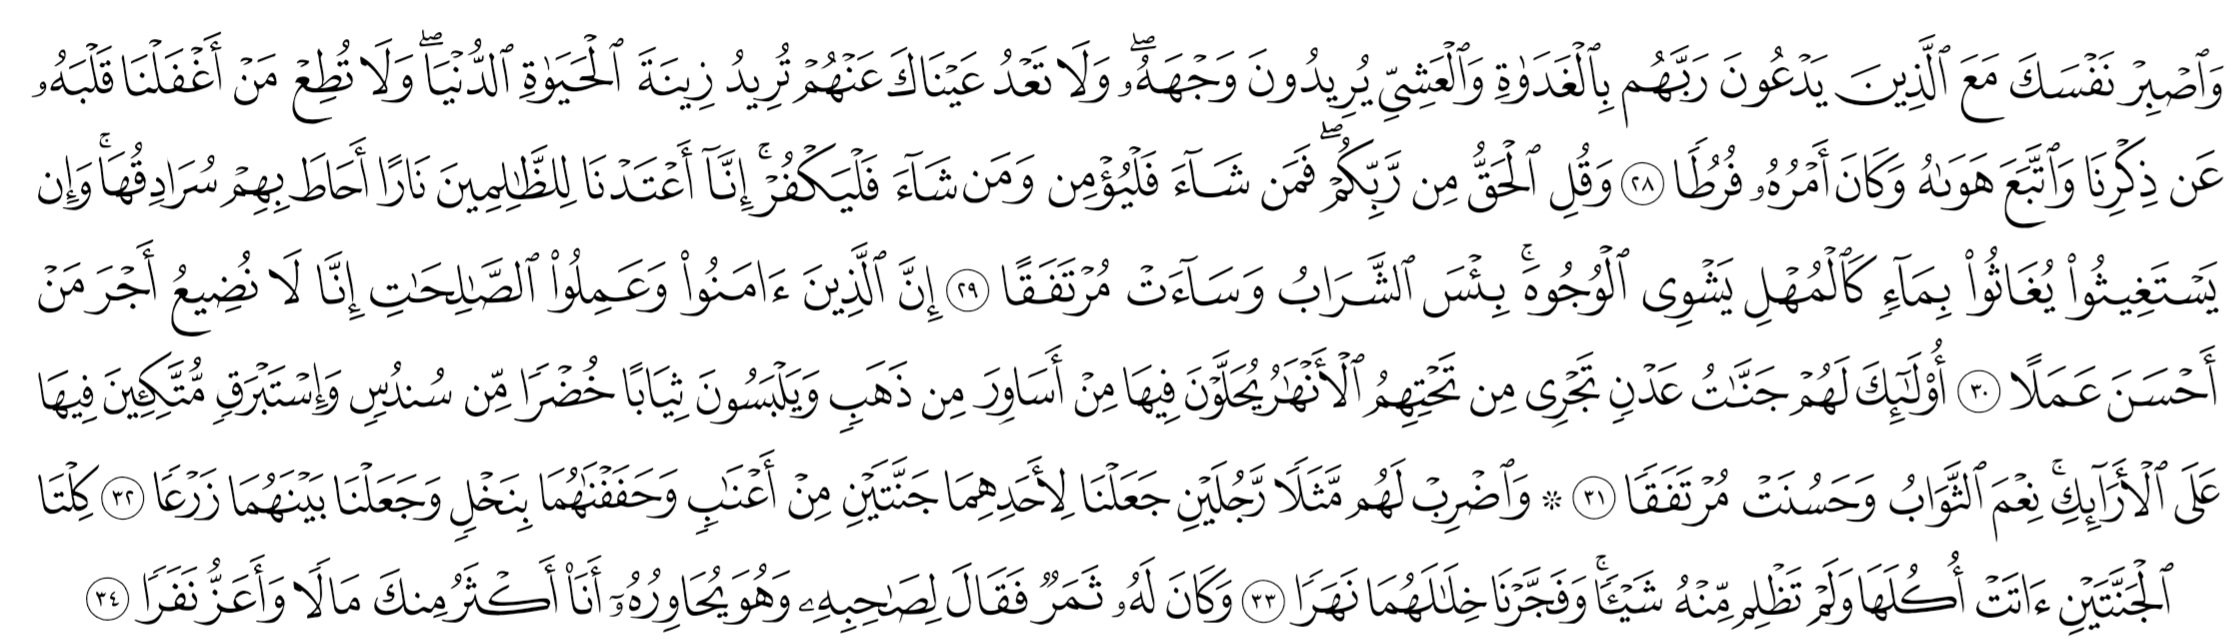 وَٱصۡبِرۡ نَفۡسَكَ مَعَ ٱلَّذِينَ يَدۡعُونَ رَبَّهُم بِٱلۡغَدَوٰةِ وَٱلۡعَشِيِّ يُرِيدُونَ وَجۡهَهُۥۖ وَلَا تَعۡدُ عَيۡنَاكَ عَنۡهُمۡ تُرِيدُ زِينَةَ ٱلۡحَيَوٰةِ ٱلدُّنۡيَاۖ وَلَا تُطِعۡ مَنۡ أَغۡفَلۡنَا قَلۡبَهُۥ
عَن ذِكۡرِنَا وَٱتَّبَعَ هَوَىٰهُ وَكَانَ أَمۡرُهُۥ فُرُطٗا ٢٨ وَقُلِ ٱلۡحَقُّ مِن رَّبِّكُمۡۖ فَمَن شَآءَ فَلۡيُؤۡمِن وَمَن شَآءَ فَلۡيَكۡفُرۡۚ إِنَّآ أَعۡتَدۡنَا لِلظَّٰلِمِينَ نَارًا أَحَاطَ بِهِمۡ سُرَادِقُهَاۚ وَإِن
يَسۡتَغِيثُواْ يُغَاثُواْ بِمَآءٖ كَٱلۡمُهۡلِ يَشۡوِي ٱلۡوُجُوهَۚ بِئۡسَ ٱلشَّرَابُ وَسَآءَتۡ مُرۡتَفَقًا ٢٩ إِنَّ ٱلَّذِينَ ءَامَنُواْ وَعَمِلُواْ ٱلصَّٰلِحَٰتِ إِنَّا لَا نُضِيعُ أَجۡرَ مَنۡ
أَحۡسَنَ عَمَلًا ٣٠ أُوْلَٰٓئِكَ لَهُمۡ جَنَّٰتُ عَدۡنٖ تَجۡرِي مِن تَحۡتِهِمُ ٱلۡأَنۡهَٰرُ يُحَلَّوۡنَ فِيهَا مِنۡ أَسَاوِرَ مِن ذَهَبٖ وَيَلۡبَسُونَ ثِيَابًا خُضۡرٗا مِّن سُندُسٖ وَإِسۡتَبۡرَقٖ مُّتَّكِـِٔينَ فِيهَا
عَلَى ٱلۡأَرَآئِكِۚ نِعۡمَ ٱلثَّوَابُ وَحَسُنَتۡ مُرۡتَفَقٗا ٣١ ۞ وَٱضۡرِبۡ لَهُم مَّثَلٗا رَّجُلَيۡنِ جَعَلۡنَا لِأَحَدِهِمَا جَنَّتَيۡنِ مِنۡ أَعۡنَٰبٖ وَحَفَفۡنَٰهُمَا بِنَخۡلٖ وَجَعَلۡنَا بَيۡنَهُمَا زَرۡعٗا ٣٢ كِلۡتَا
ٱلۡجَنَّتَيۡنِ ءَاتَتۡ أُكُلَهَا وَلَمۡ تَظۡلِم مِّنۡهُ شَيۡـٔٗاۚ وَفَجَّرۡنَا خِلَٰلَهُمَا نَهَرٗا ٣٣ وَكَانَ لَهُۥ ثَمَرٞ فَقَالَ لِصَٰحِبِهِۦ وَهُوَ يُحَاوِرُهُۥٓ أَنَا۠ أَكۡثَرُ مِنكَ مَالٗا وَأَعَزُّ نَفَرٗا ٣٤